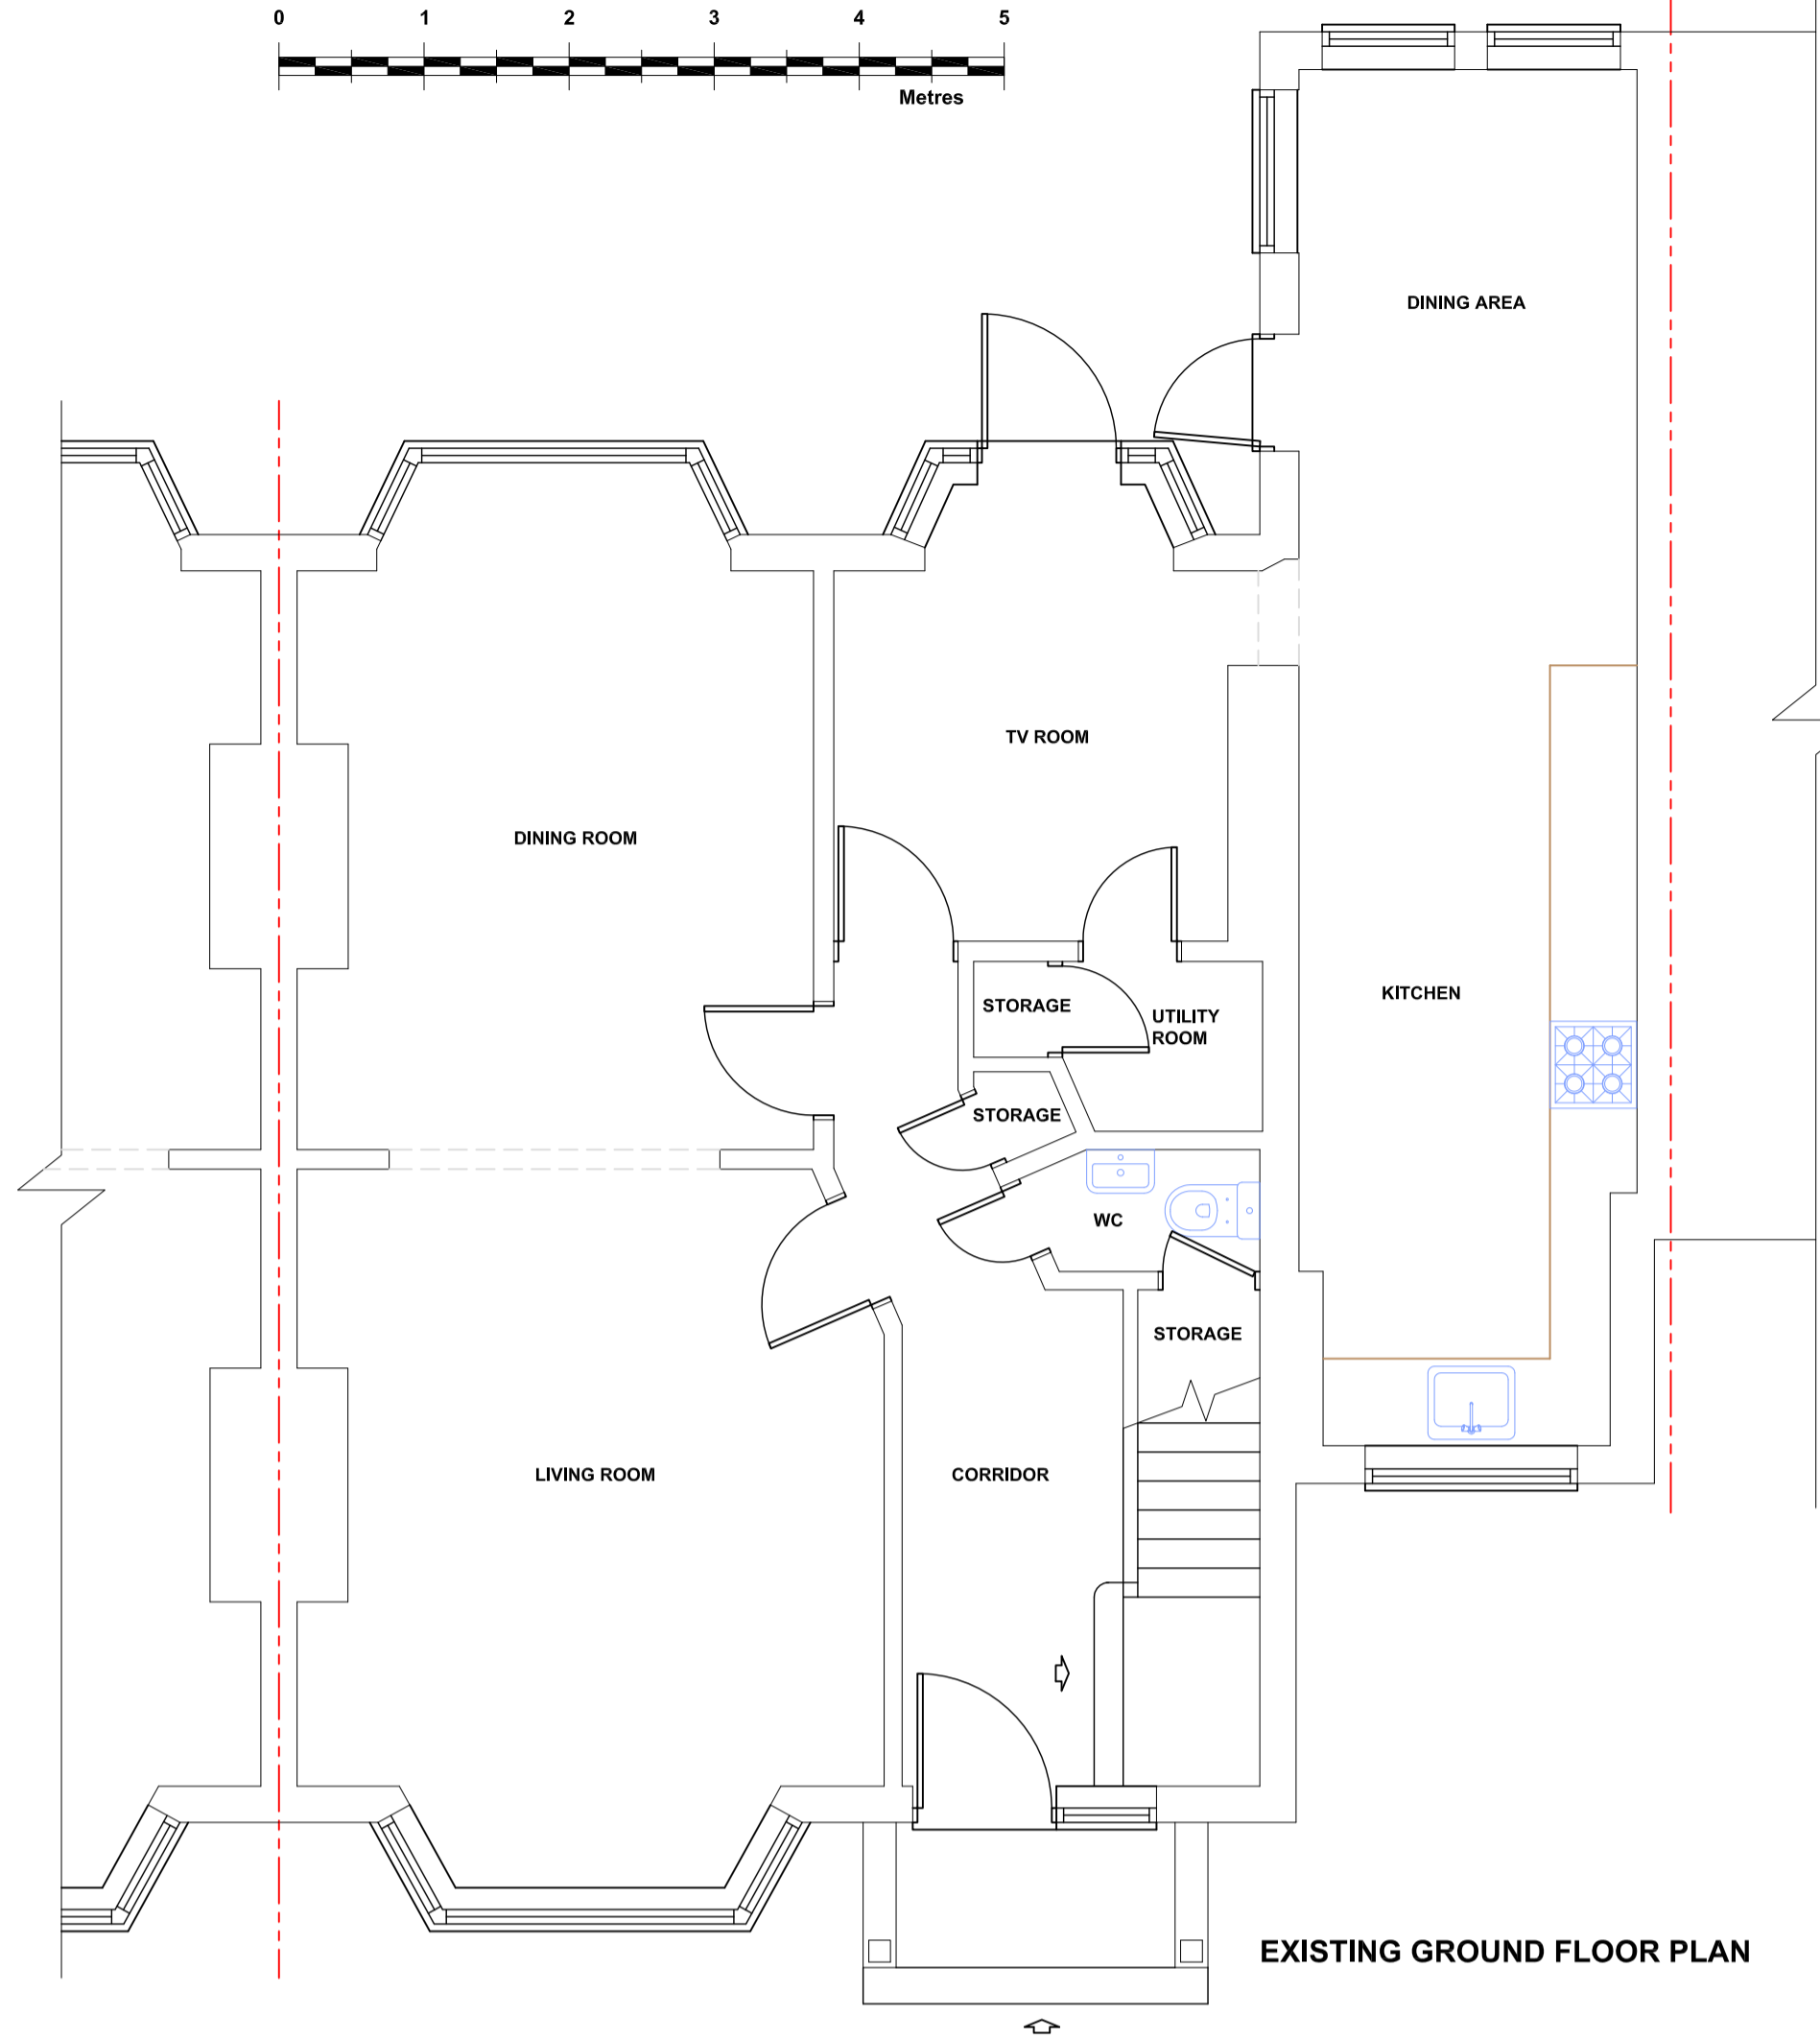 0 1 2 3 4 5
Metres
DINING AREA
TV ROOM
DINING ROOM
KITCHEN
STORAGE
UTILITY
ROOM
STORAGE
WC
STORAGE
LIVING ROOM
CORRIDOR
EXISTING GROUND FLOOR PLAN